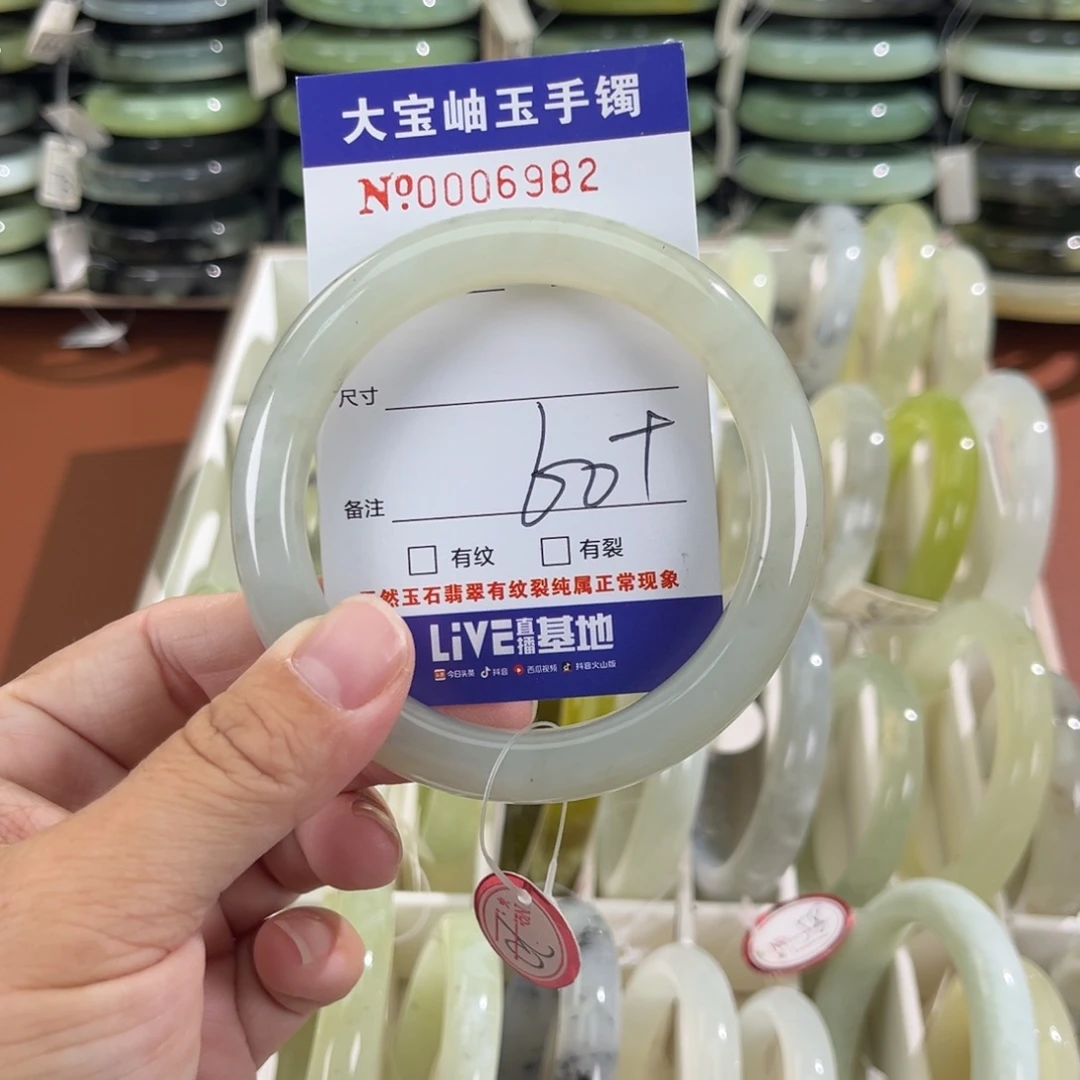 大宝岫玉手镯
Nº:0006982
尺寸
备注
60+
有纹
有裂
然玉石翡翠有纹裂纯属正常现象
LiVE直播基地
今日头条 抖音 西瓜视频 抖音火山版